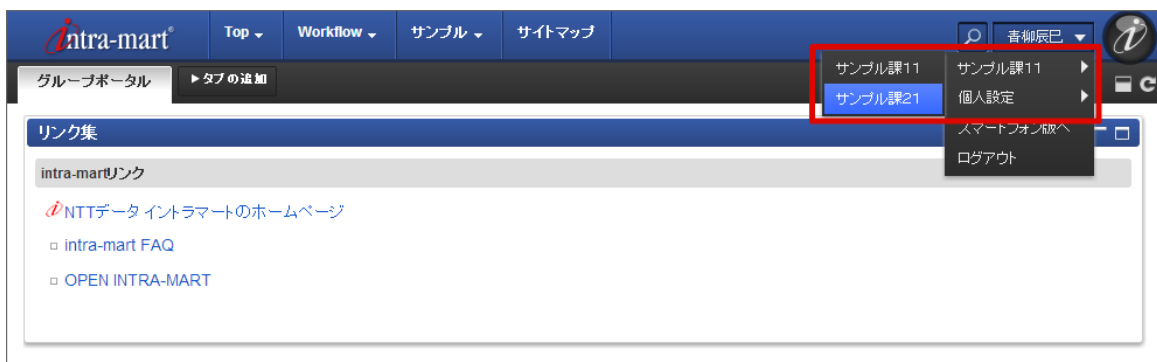 intra-mart® Top Workflow サンプル サイトマップ 青柳辰巳
グループポータル ▶タブの追加 サンプル課11 サンプル課11
サンプル課21 個人設定
リンク集 スマートフォン版へ
ログアウト
intra-martリンク
NTTデータ イントラマートのホームページ
intra-mart FAQ
OPEN INTRA-MART